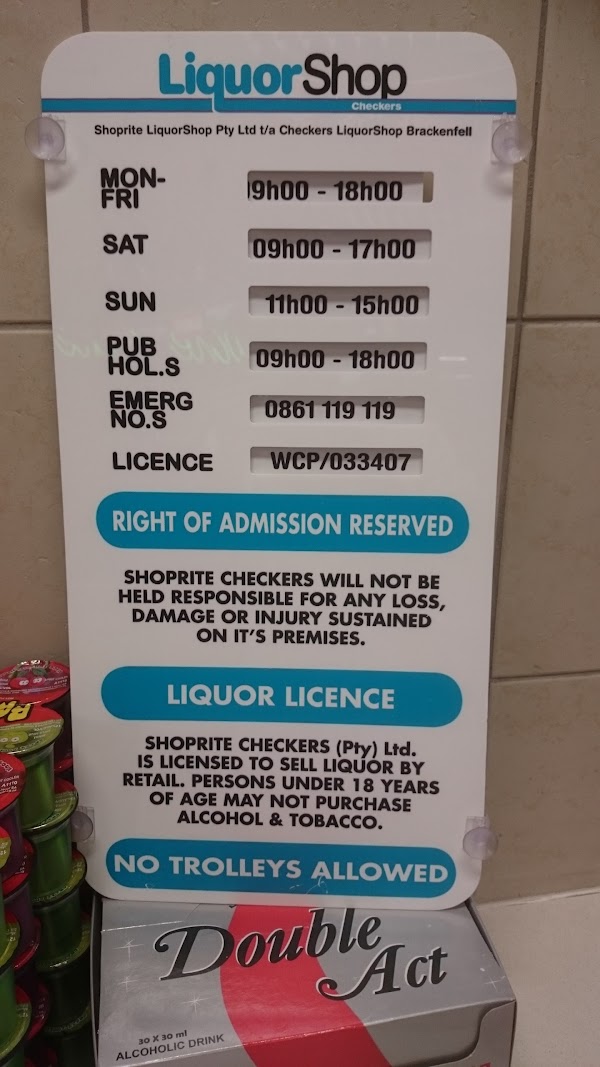 LiquorShop
Checkers
Shoprite LiquorShop Pty Ltd t/a Checkers LiquorShop Brackenfell
MON-FRI 9h00 - 18h00
SAT 09h00 - 17h00
SUN 11h00 - 15h00
PUB HOL.S 09h00 - 18h00
EMERG NO.S 0861 119 119
LICENCE WCP/033407
RIGHT OF ADMISSION RESERVED
SHOPRITE CHECKERS WILL NOT BE
HELD RESPONSIBLE FOR ANY LOSS,
DAMAGE OR INJURY SUSTAINED
ON IT'S PREMISES.
LIQUOR LICENCE
SHOPRITE CHECKERS (Pty) Ltd.
IS LICENSED TO SELL LIQUOR BY
RETAIL. PERSONS UNDER 18 YEARS
OF AGE MAY NOT PURCHASE
ALCOHOL & TOBACCO.
NO TROLLEYS ALLOWED
Double
Act
30 X 30 ml
ALCOHOLIC DRINK